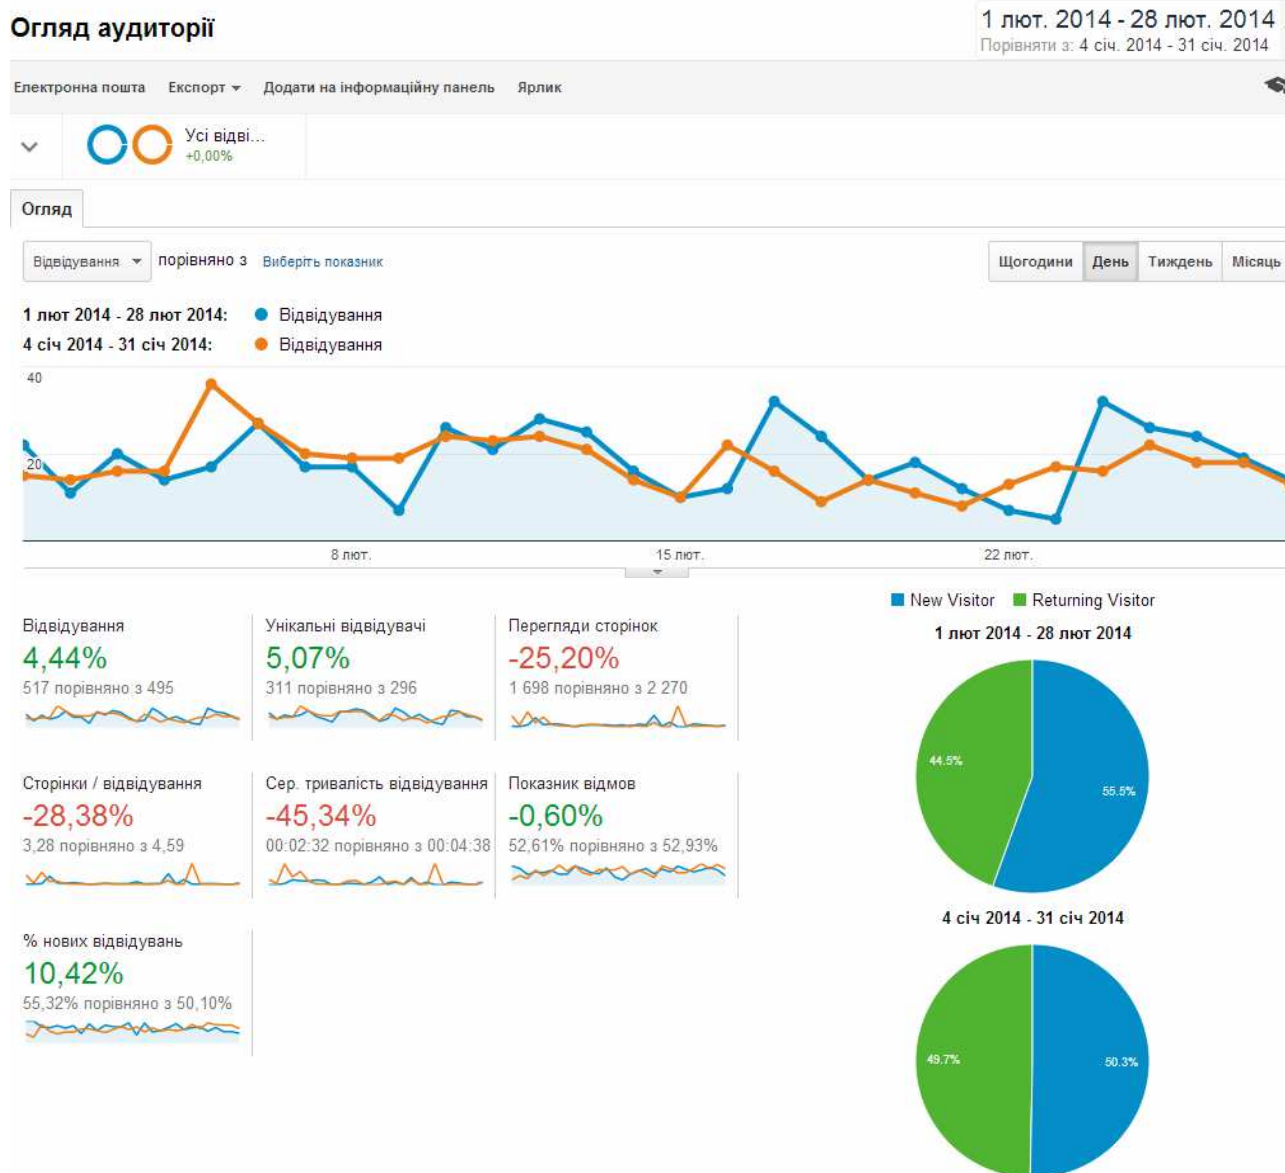 Огляд аудиторії
1 лют. 2014 - 28 лют. 2014
Порівняти з: 4 січ. 2014 - 31 січ. 2014
Електронна пошта Експорт Додати на інформаційну панель Ярлик
Усі відві...
+0,00%
Огляд
Відвідування порівняно з Виберіть показник
Щогодини День Тиждень Місяць
1 лют 2014 - 28 лют 2014: Відвідування
4 січ 2014 - 31 січ 2014: Відвідування
40
20
8 лют. 15 лют. 22 лют.
New Visitor Returning Visitor
1 лют 2014 - 28 лют 2014
44.5%
55.5%
4 січ 2014 - 31 січ 2014
49.7%
50.3%
Відвідування
4,44%
517 порівняно з 495
Унікальні відвідувачі
5,07%
311 порівняно з 296
Перегляди сторінок
-25,20%
1 698 порівняно з 2 270
Сторінки / відвідування
-28,38%
3,28 порівняно з 4,59
Сер. тривалість відвідування
-45,34%
00:02:32 порівняно з 00:04:38
Показник відмов
-0,60%
52,61% порівняно з 52,93%
% нових відвідувань
10,42%
55,32% порівняно з 50,10%